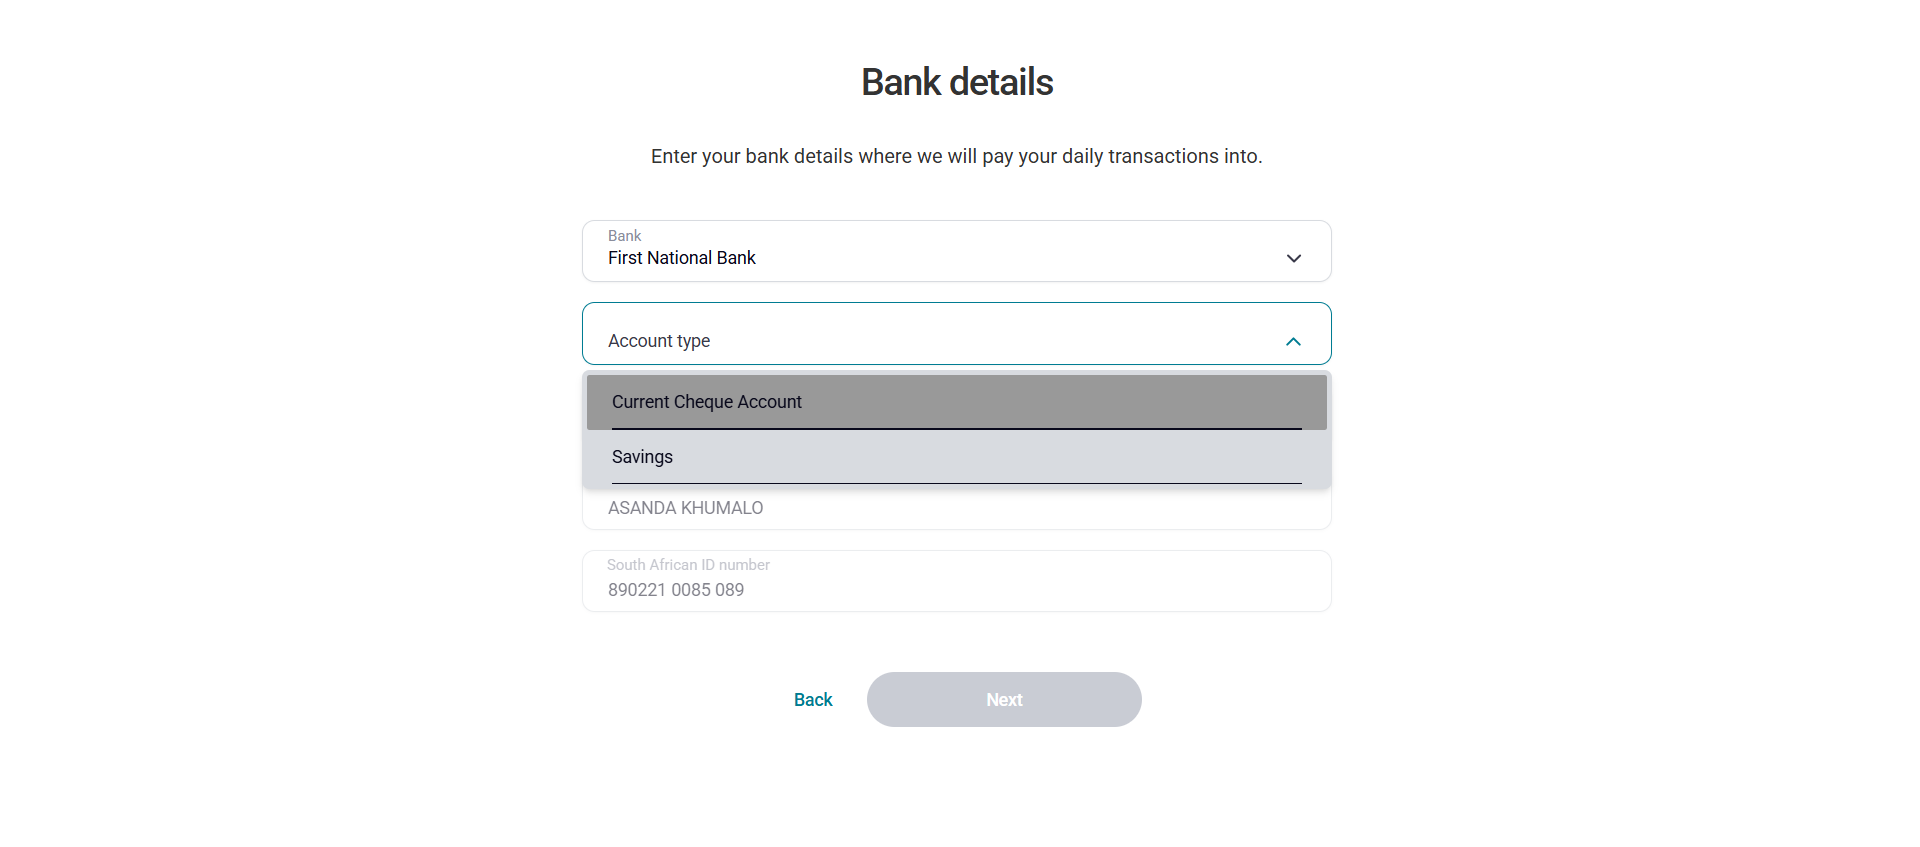 Bank details
Enter your bank details where we will pay your daily transactions into.
Bank
First National Bank
Account type
Current Cheque Account
Savings
ASANDA KHUMALO
South African ID number
890221 0085 089
Back
Next